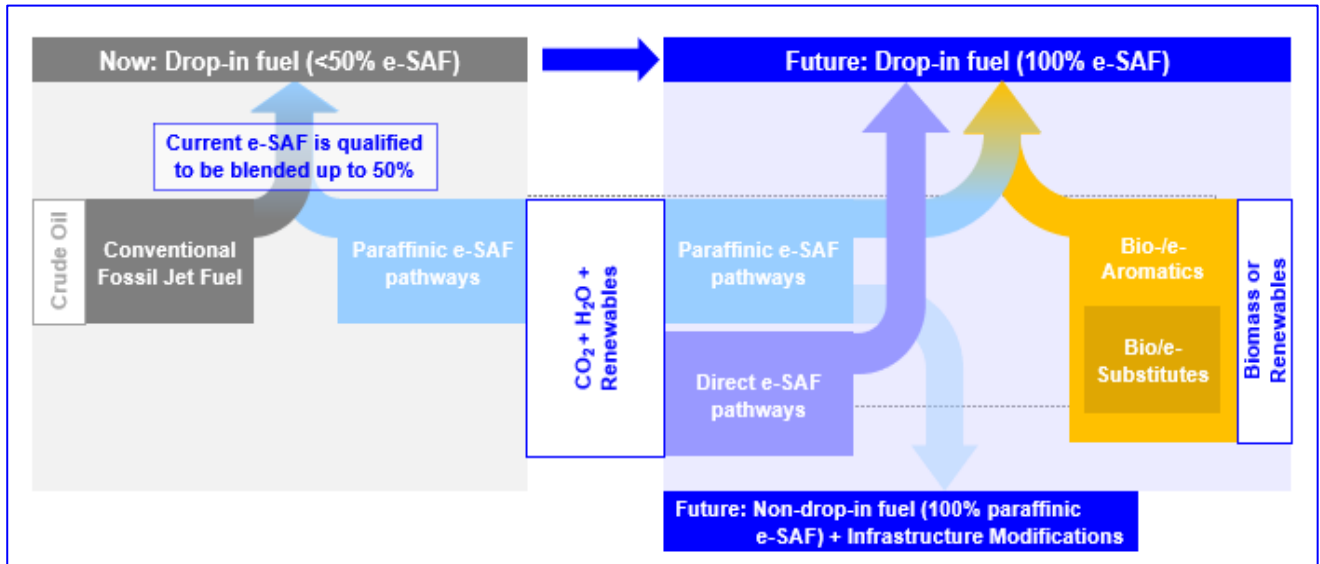 Now: Drop-in fuel (<50% e-SAF)
Future: Drop-in fuel (100% e-SAF)
Current e-SAF is qualified
to be blended up to 50%
Crude Oil
Conventional
Fossil Jet Fuel
Paraffinic e-SAF
pathways
CO₂ + H₂O +
Renewables
Paraffinic e-SAF
pathways
Direct e-SAF
pathways
Bio-/e-
Aromatics
Bio/e-
Substitutes
Biomass or
Renewables
Future: Non-drop-in fuel (100% paraffinic
e-SAF) + Infrastructure Modifications